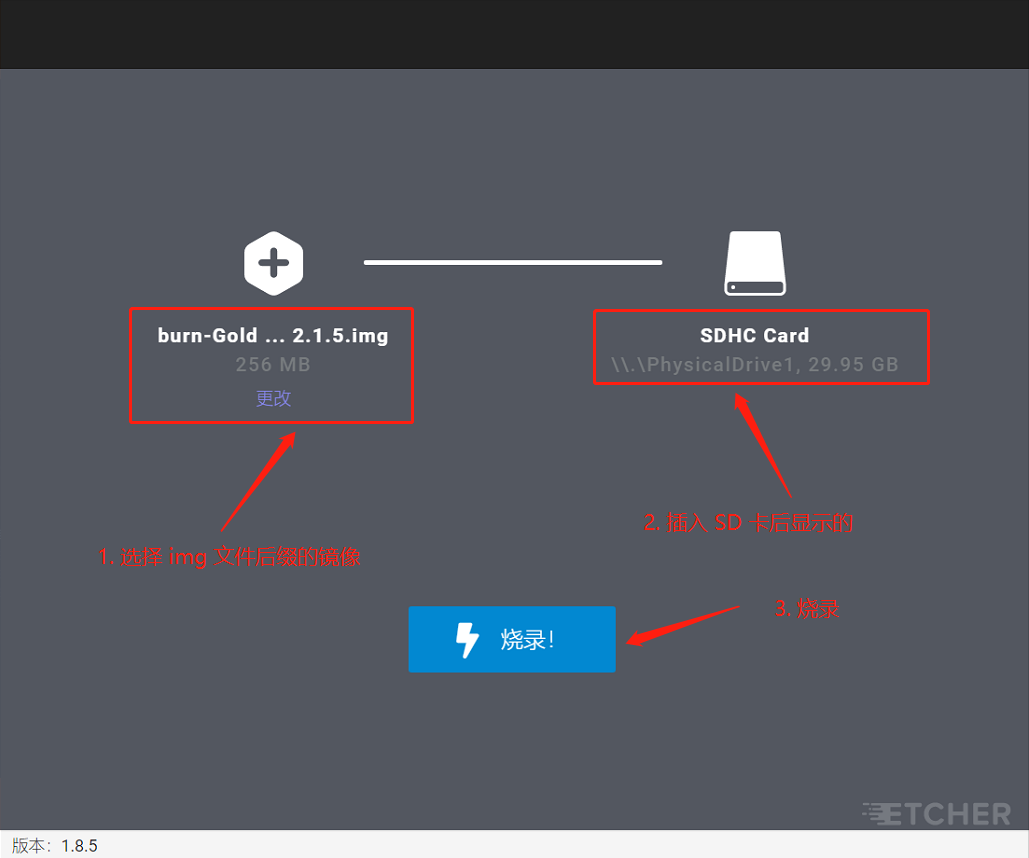 burn-Gold ... 2.1.5.img
256 MB
更改
SDHC Card
\\.\PhysicalDrive1, 29.95 GB
1. 选择 img 文件后缀的镜像
2. 插入 SD 卡后显示的
3. 烧录
烧录!
ETCHER
版本: 1.8.5